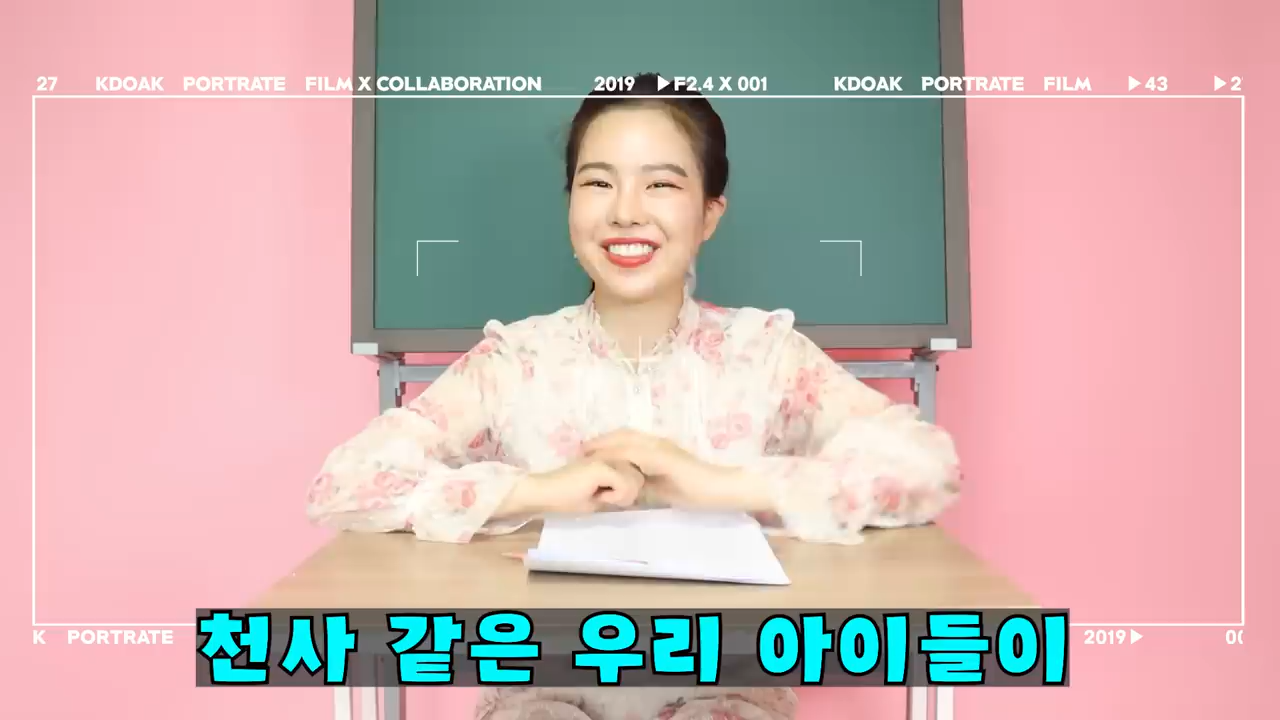 27 KDOAK PORTRATE FILM X COLLABORATION 2019 ▶F2.4 X 001 KDOAK PORTRATE FILM ▶43 ▶2
K PORTRATE 2019▶ 00
천사 같은 우리 아이들이